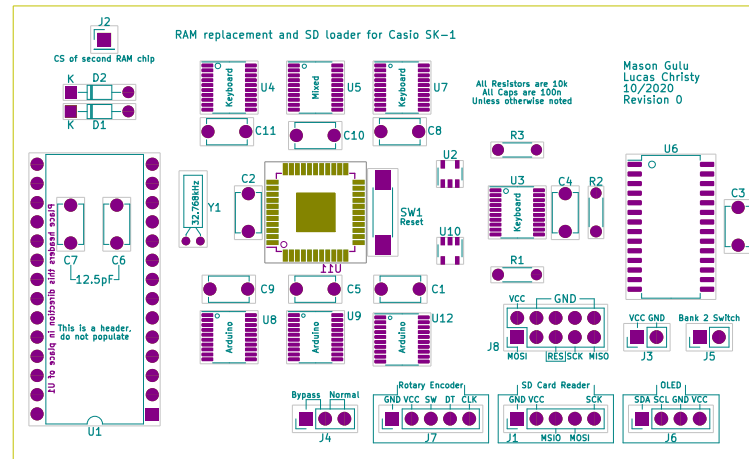 J2
RAM replacement and SD loader for Casio SK-1
CS of second RAM chip
K D2
K D1
Keyboard U4
Mixed U5
Keyboard U7
All Resistors are 10k
All Caps are 100n
Unless otherwise noted
Mason Gulu
Lucas Christy
10/2020
Revision 0
C11 C10 C8
R3
U2
U6
Place headers this direction in place of U1
C7 C6
12.5pF
This is a header,
do not populate
U1
32.768kHz
Y1
C2
U11
SW1
Reset
U10
U3
Keyboard
C4 R2
C3
R1
C9 C5 C1
U8 Arduino
U9 Arduino
U12 Arduino
VCC GND
J8
MOSI RES SCK MISO
VCC GND
J3
Bank 2 Switch
J5
Bypass Normal
J4
Rotary Encoder
GND VCC SW DT CLK
J7
SD Card Reader
GND VCC SCK
J1 MSIO MOSI
OLED
SDA SCL GND VCC
J6